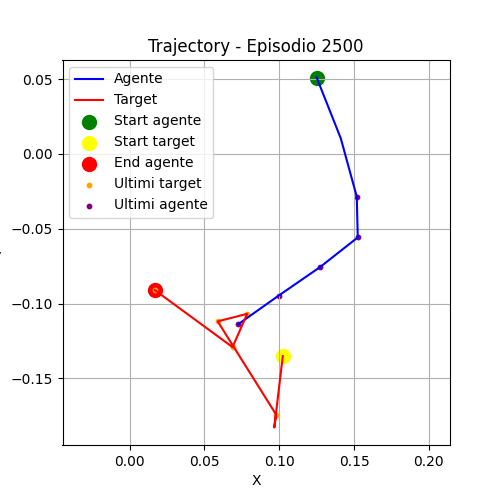 Trajectory - Episodio 2500
Agente
Target
Start agente
Start target
End agente
Ultimi target
Ultimi agente
0.05
0.00
−0.05
−0.10
−0.15
0.00 0.05 0.10 0.15 0.20
X